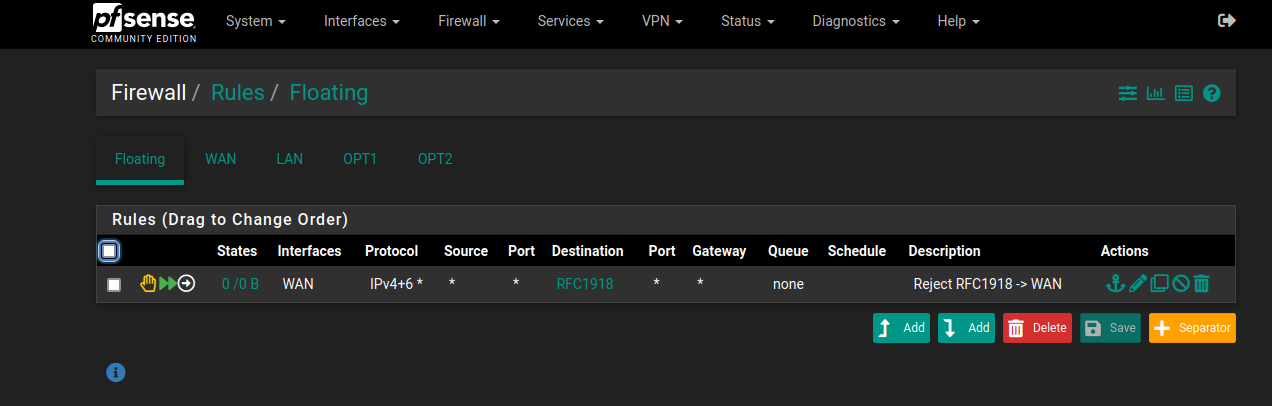 pfsense System Interfaces Firewall Services VPN Status Diagnostics Help
COMMUNITY EDITION
Firewall / Rules / Floating
Floating WAN LAN OPT1 OPT2
Rules (Drag to Change Order)
States Interfaces Protocol Source Port Destination Port Gateway Queue Schedule Description Actions
0 /0 B WAN IPv4+6 * * * RFC1918 * * none Reject RFC1918 -> WAN
Add Add Delete Save Separator